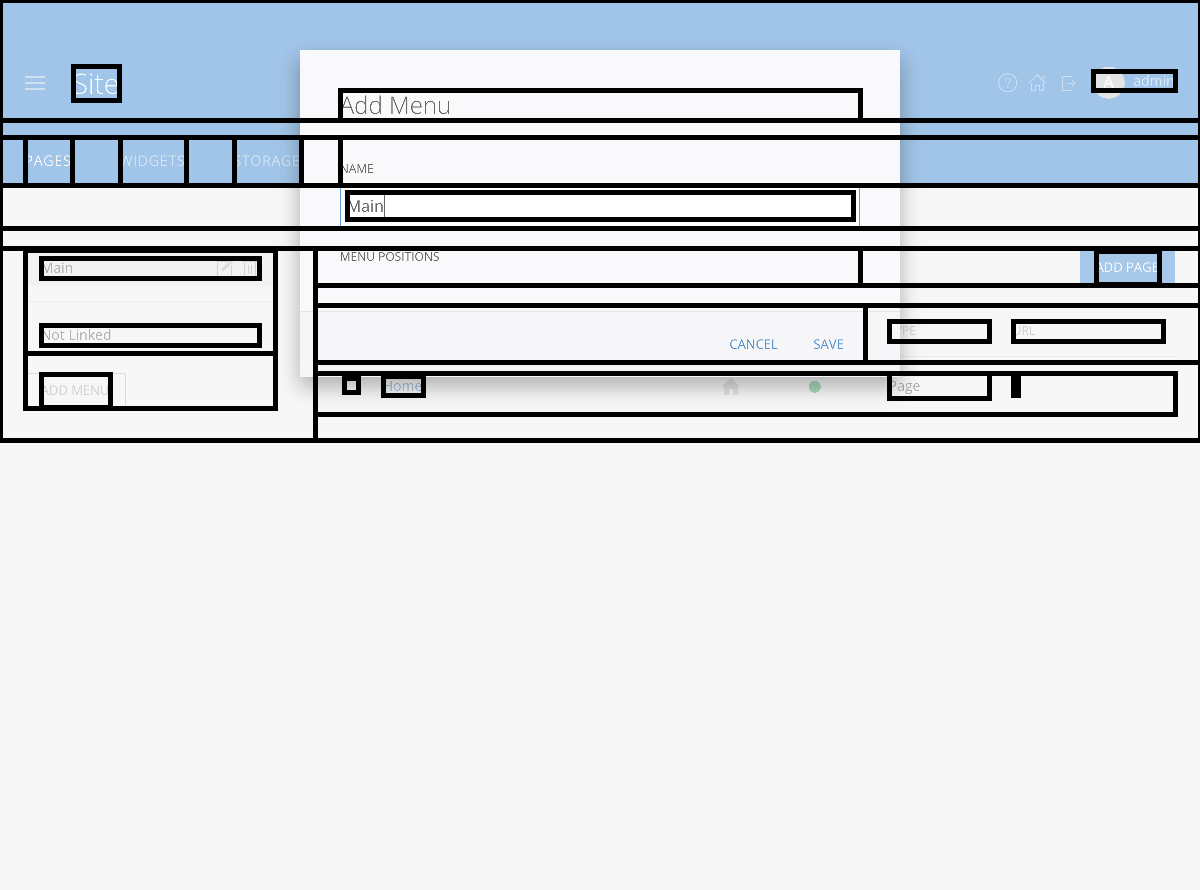 Add Menu
Site
A admin
PAGES WIDGETS STORAGE
NAME
Main
MENU POSITIONS
Main
ADD PAGE
Not Linked
TYPE URL
CANCEL SAVE
ADD MENU
Home
Page